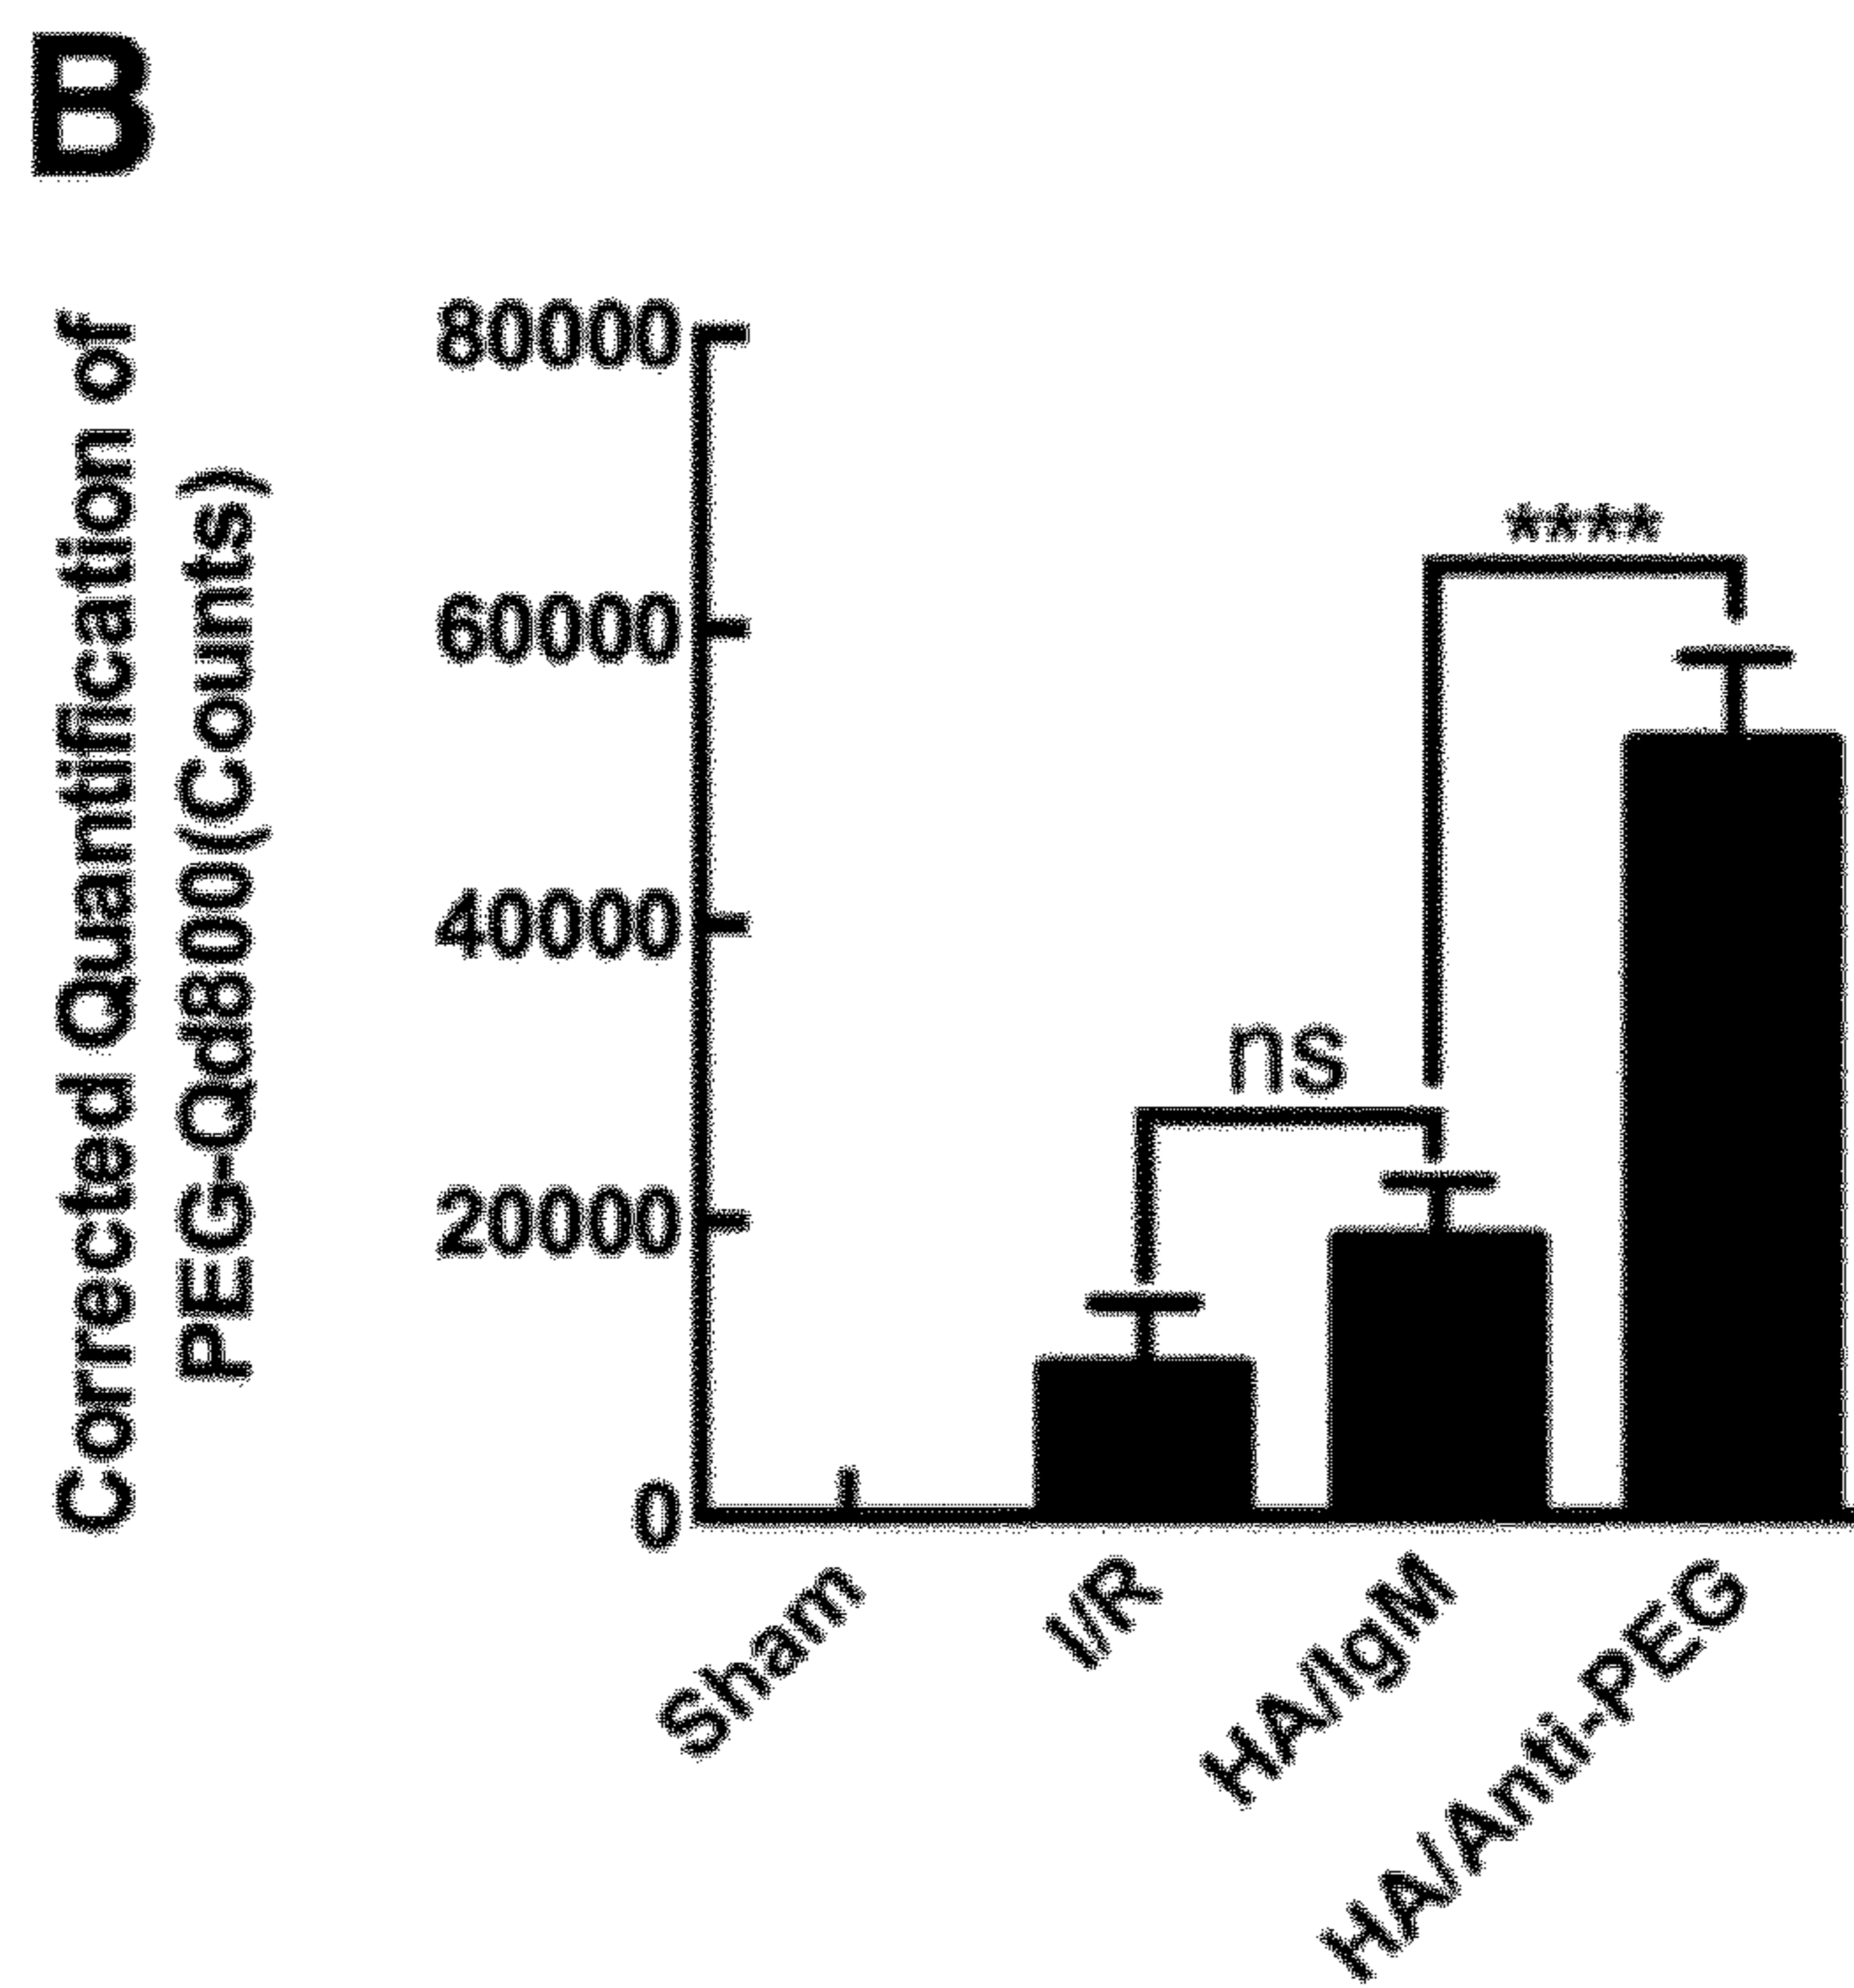 B
Corrected Quantification of
PEG-Qd800(Counts)
80000
60000
40000
20000
0
****
ns
Sham
I/R
HA/IgM
HA/Anti-PEG